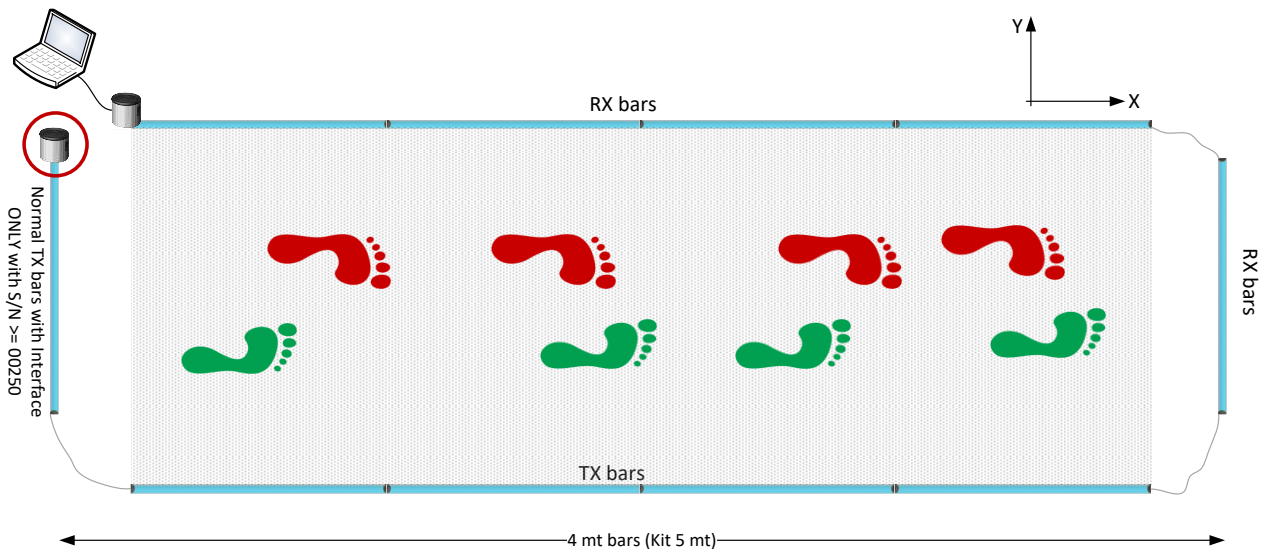 Y
X
RX bars
Normal TX bars with Interface
ONLY with S/N >= 00250
RX bars
TX bars
4 mt bars (Kit 5 mt)